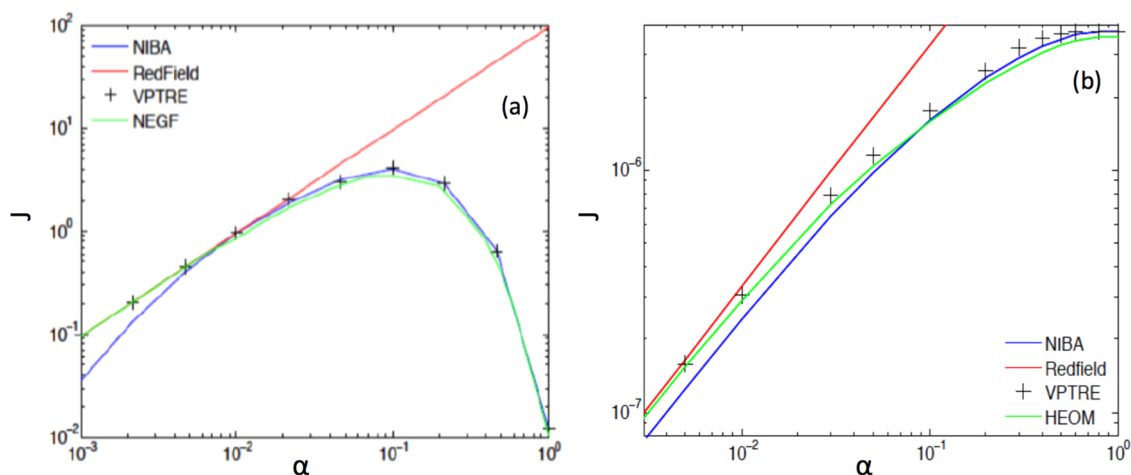 10^2
10^1
10^0
10^-1
10^-2
J
NIBA
RedField
VPTRE
NEGF
(a)
10^-3
10^-2
10^-1
10^0
α
10^-6
10^-7
J
(b)
NIBA
Redfield
VPTRE
HEOM
10^-2
10^-1
10^0
α